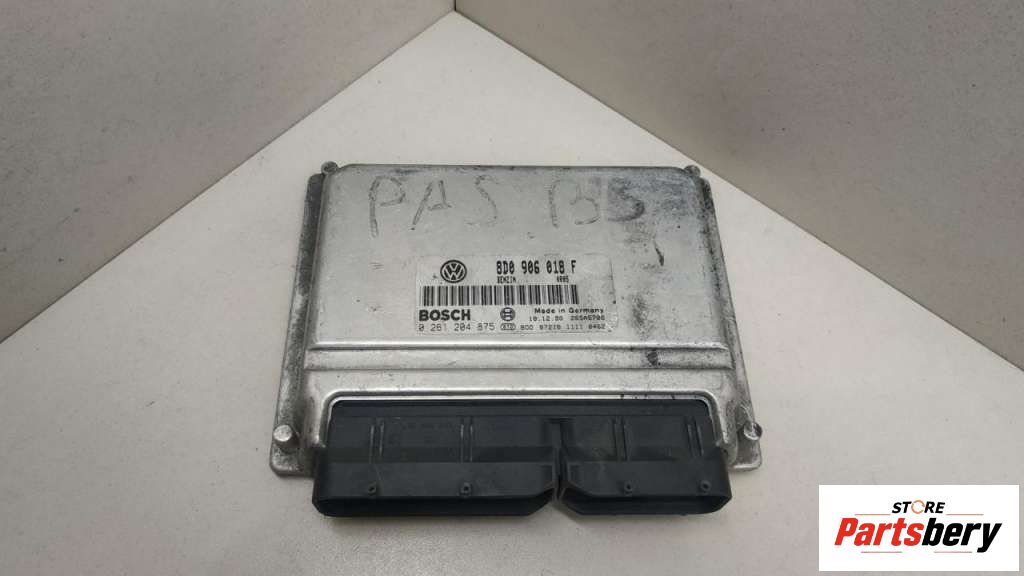 PAS B5
8D0 906 018 F
BENZIN
BOSCH Made in Germany
0 261 204 875
STORE
Partsbery